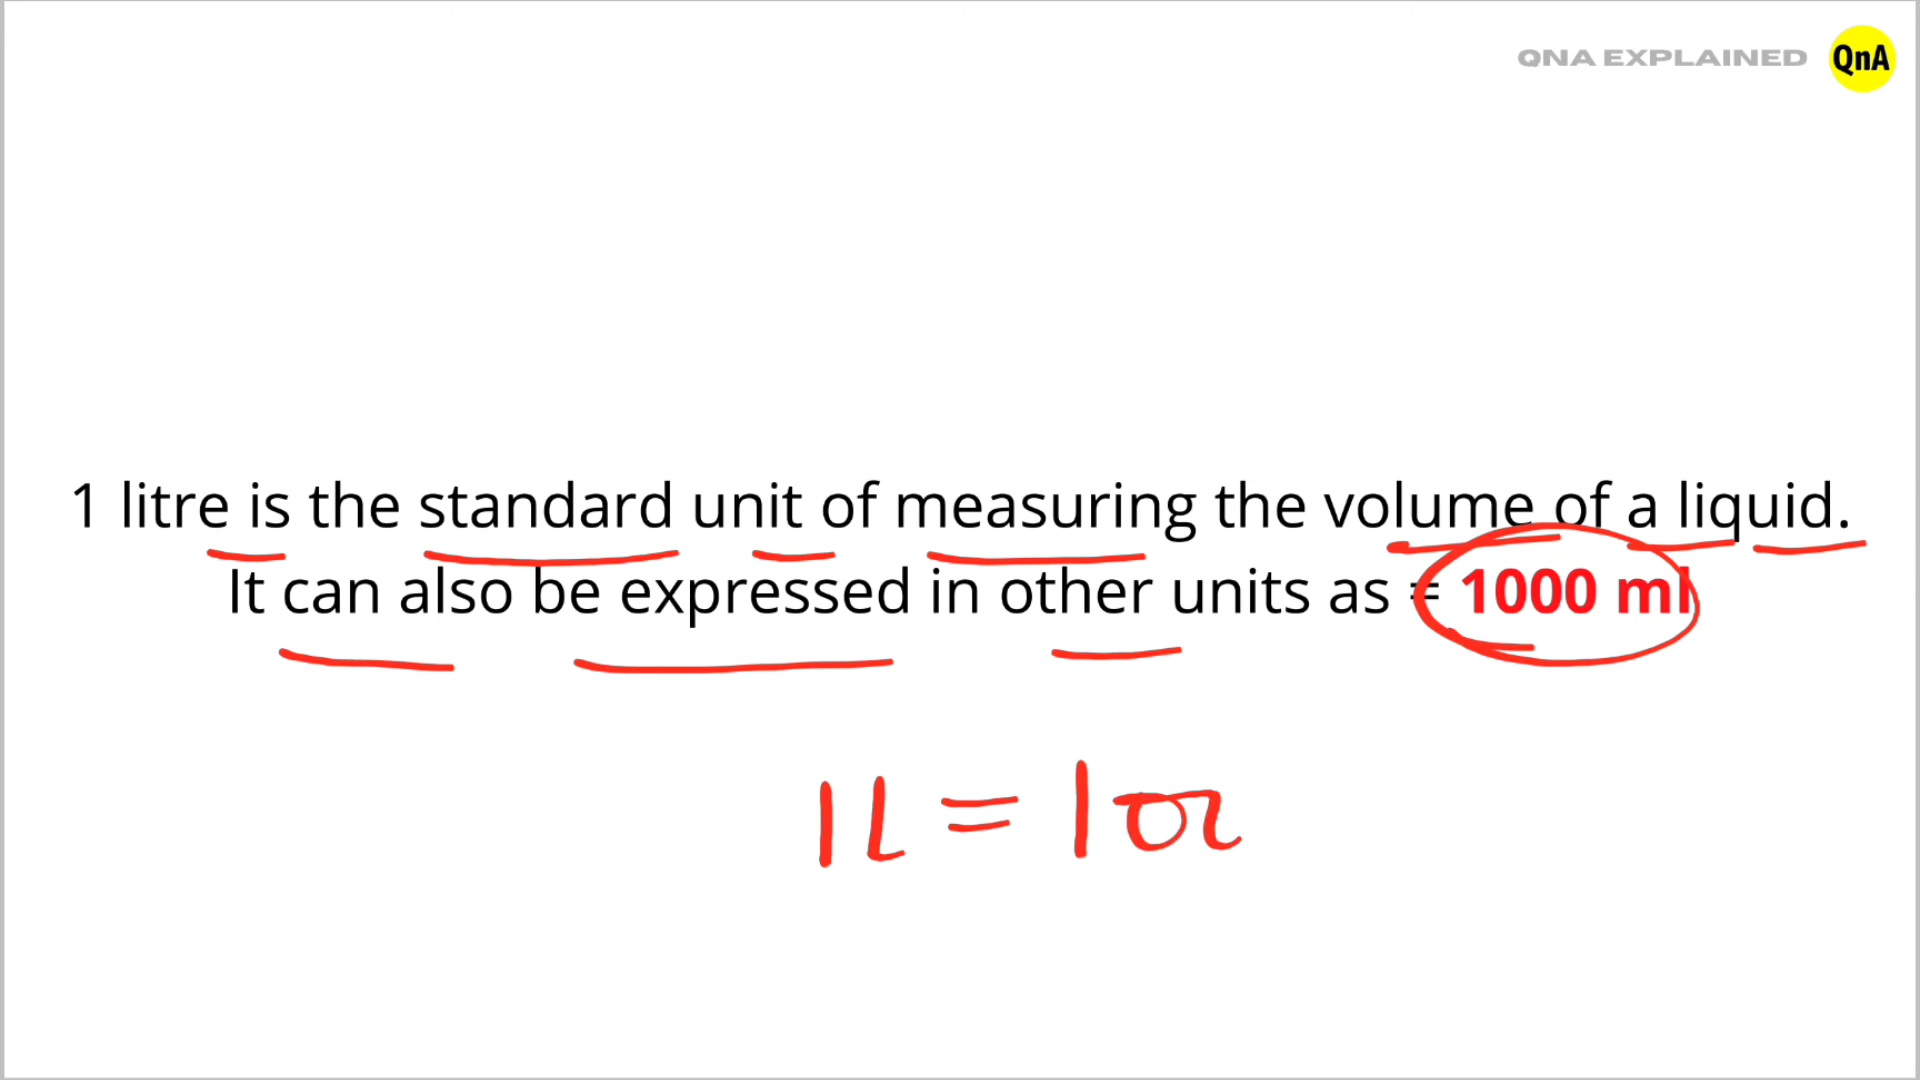 QNA EXPLAINED QnA
1 litre is the standard unit of measuring the volume of a liquid.
It can also be expressed in other units as = 1000 ml
1L =